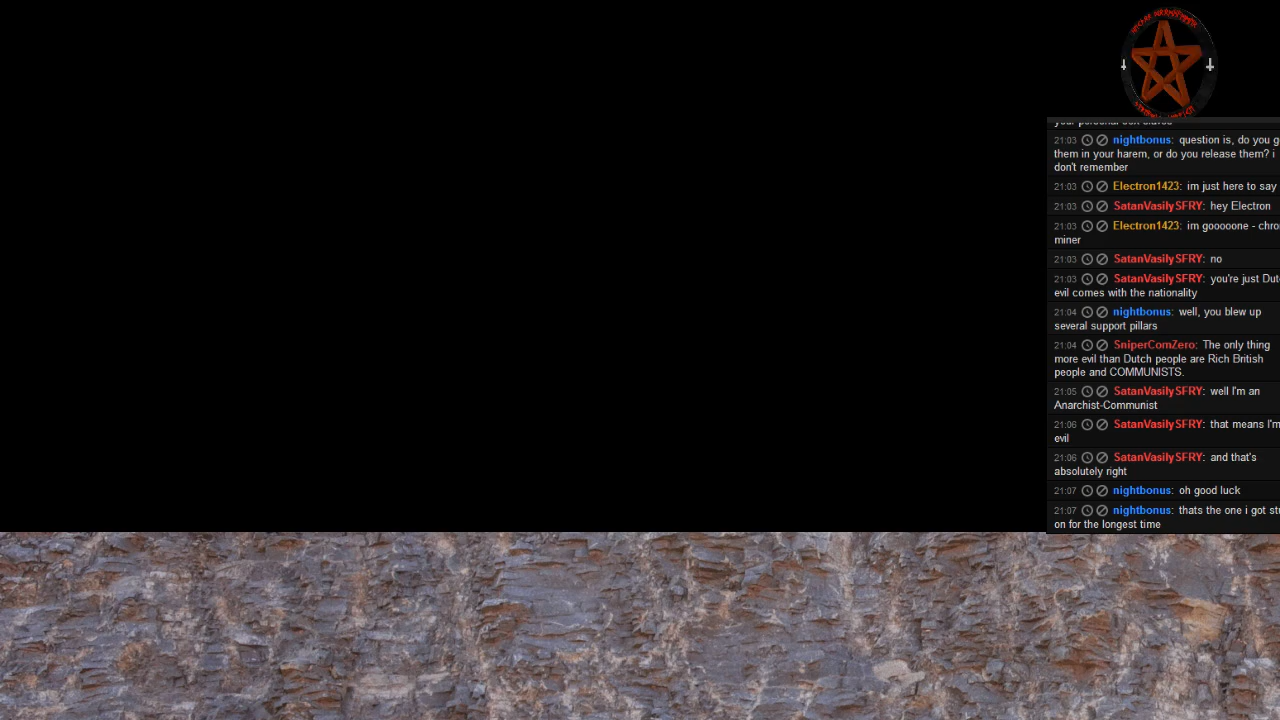 21:03 nightbonus: question is, do you g
them in your harem, or do you release them? i
don't remember
21:03 Electron1423: im just here to say
21:03 SatanVasilySFRY: hey Electron
21:03 Electron1423: im gooooone - chro
miner
21:03 SatanVasilySFRY: no
21:03 SatanVasilySFRY: you're just Dut
evil comes with the nationality
21:04 nightbonus: well, you blew up
several support pillars
21:04 SniperComZero: The only thing
more evil than Dutch people are Rich British
people and COMMUNISTS.
21:05 SatanVasilySFRY: well I'm an
Anarchist-Communist
21:06 SatanVasilySFRY: that means I'm
evil
21:06 SatanVasilySFRY: and that's
absolutely right
21:07 nightbonus: oh good luck
21:07 nightbonus: thats the one i got stu
on for the longest time